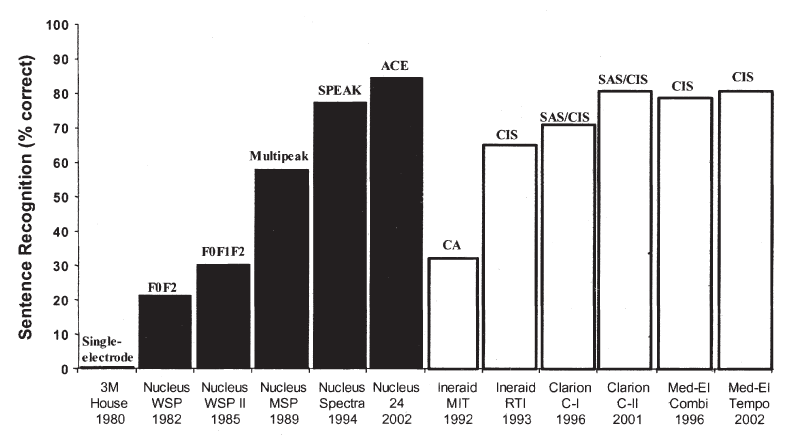 Sentence Recognition (% correct)
100
90
80
70
60
50
40
30
20
10
0
Single-
electrode
F0F2
F0F1F2
Multipeak
SPEAK
ACE
CA
CIS
SAS/CIS
SAS/CIS
CIS
CIS
3M
House
1980
Nucleus
WSP
1982
Nucleus
WSP II
1985
Nucleus
MSP
1989
Nucleus
Spectra
1994
Nucleus
24
2002
Ineraid
MIT
1992
Ineraid
RTI
1993
Clarion
C-I
1996
Clarion
C-II
2001
Med-El
Combi
1996
Med-El
Tempo
2002